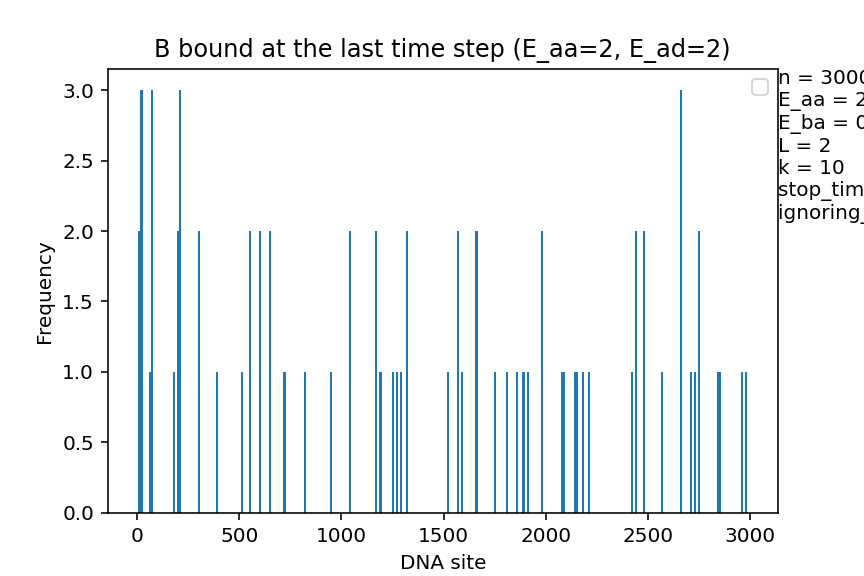 B bound at the last time step (E_aa=2, E_ad=2)
n = 3000
E_aa = 2
E_ba = 0
L = 2
k = 10
stop_tim
ignoring_
3.0
2.5
2.0
1.5
1.0
0.5
0.0
Frequency
0 500 1000 1500 2000 2500 3000
DNA site